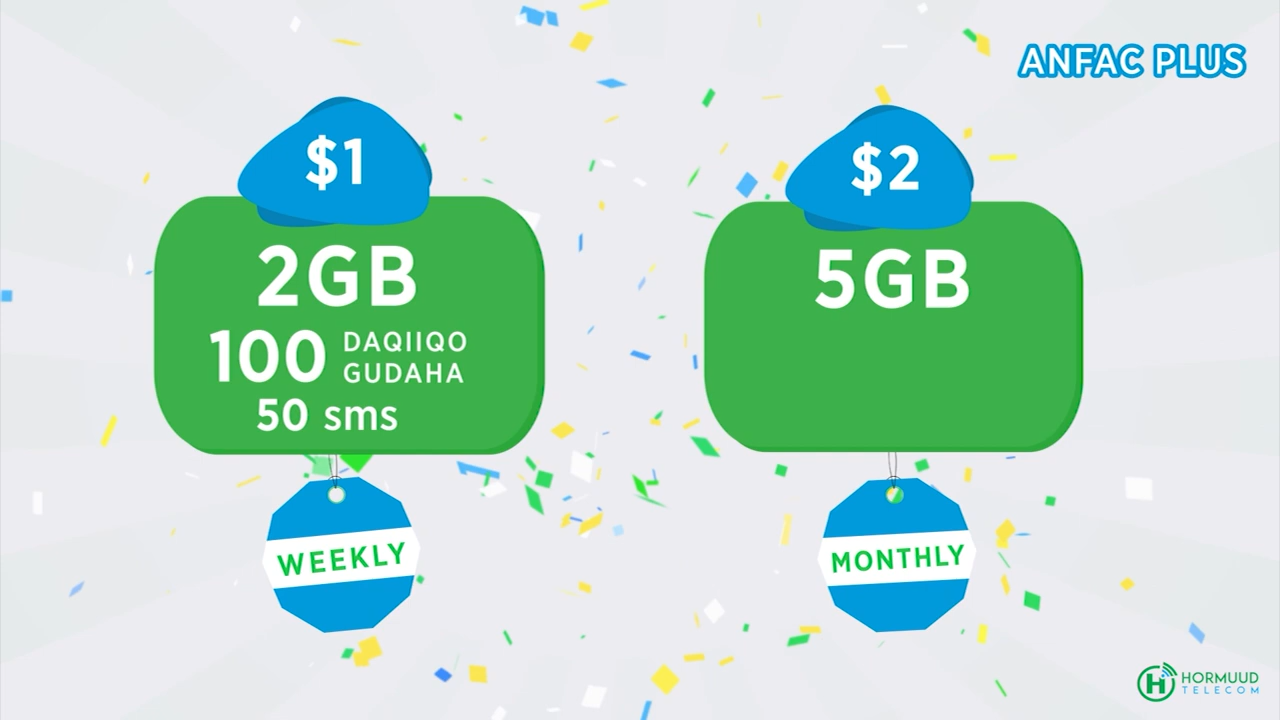 ANFAC PLUS
$1
2GB
100 DAQIIQO
GUDAHA
50 sms
WEEKLY
$2
5GB
MONTHLY
HORMUUD
TELECOM